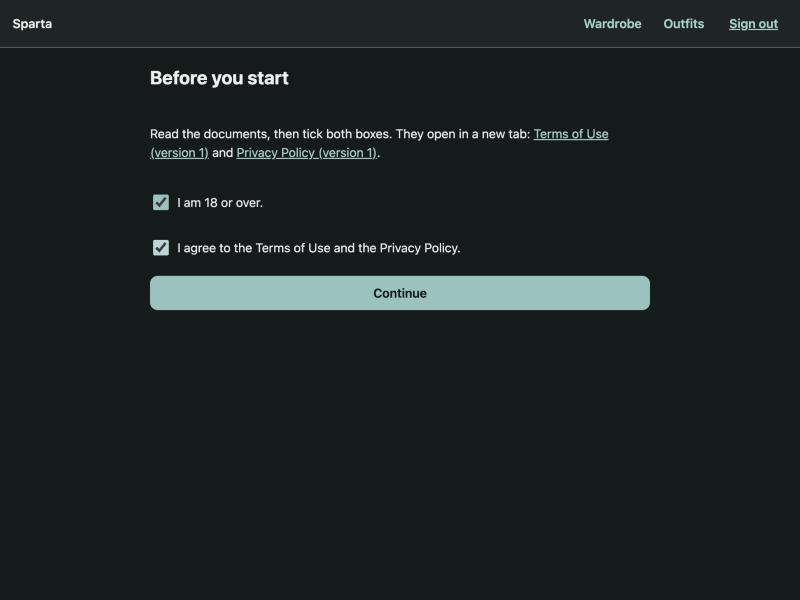 Sparta
Wardrobe
Outfits
Sign out
Before you start
Read the documents, then tick both boxes. They open in a new tab: Terms of Use
(version 1) and Privacy Policy (version 1).
I am 18 or over.
I agree to the Terms of Use and the Privacy Policy.
Continue